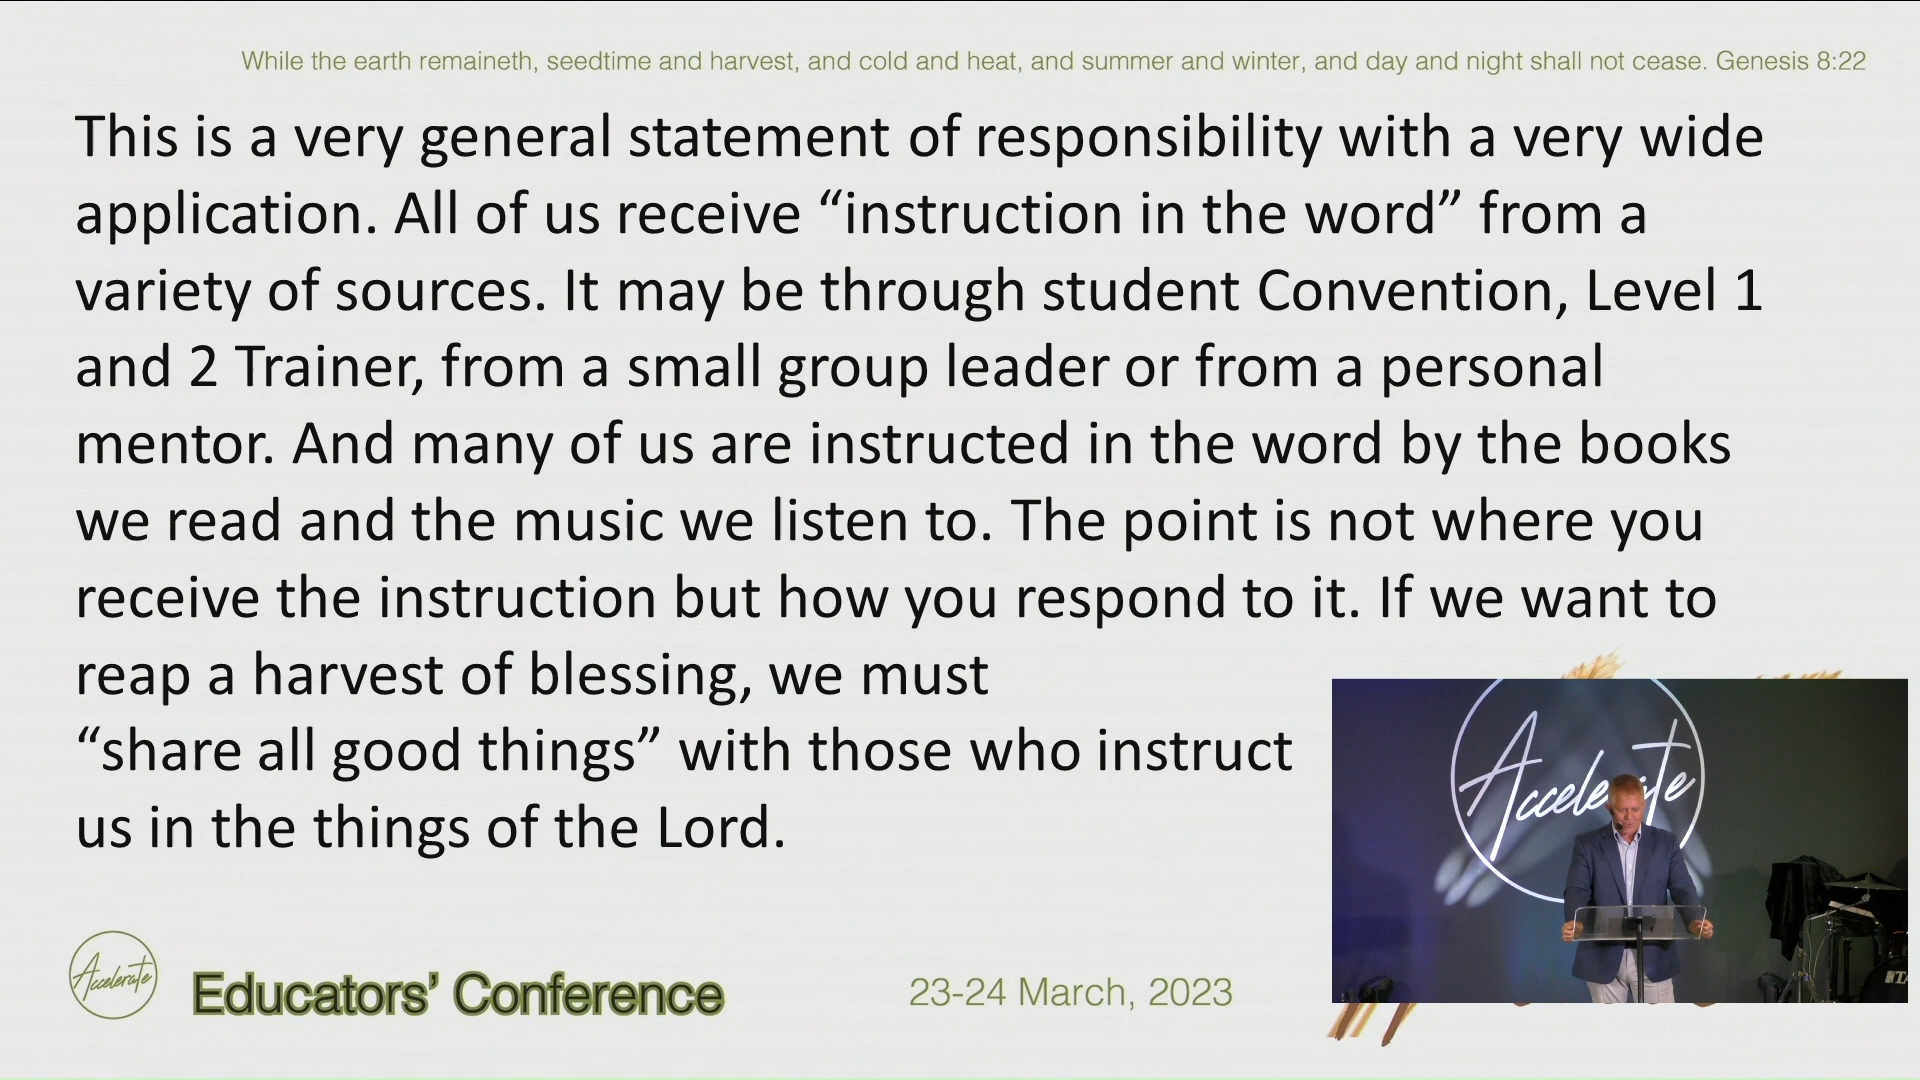 While the earth remaineth, seedtime and harvest, and cold and heat, and summer and winter, and day and night shall not cease. Genesis 8:22
This is a very general statement of responsibility with a very wide
application. All of us receive “instruction in the word” from a
variety of sources. It may be through student Convention, Level 1
and 2 Trainer, from a small group leader or from a personal
mentor. And many of us are instructed in the word by the books
we read and the music we listen to. The point is not where you
receive the instruction but how you respond to it. If we want to
reap a harvest of blessing, we must
“share all good things” with those who instruct
us in the things of the Lord.
Accelerate
Accelerate
Educators’ Conference
23-24 March, 2023